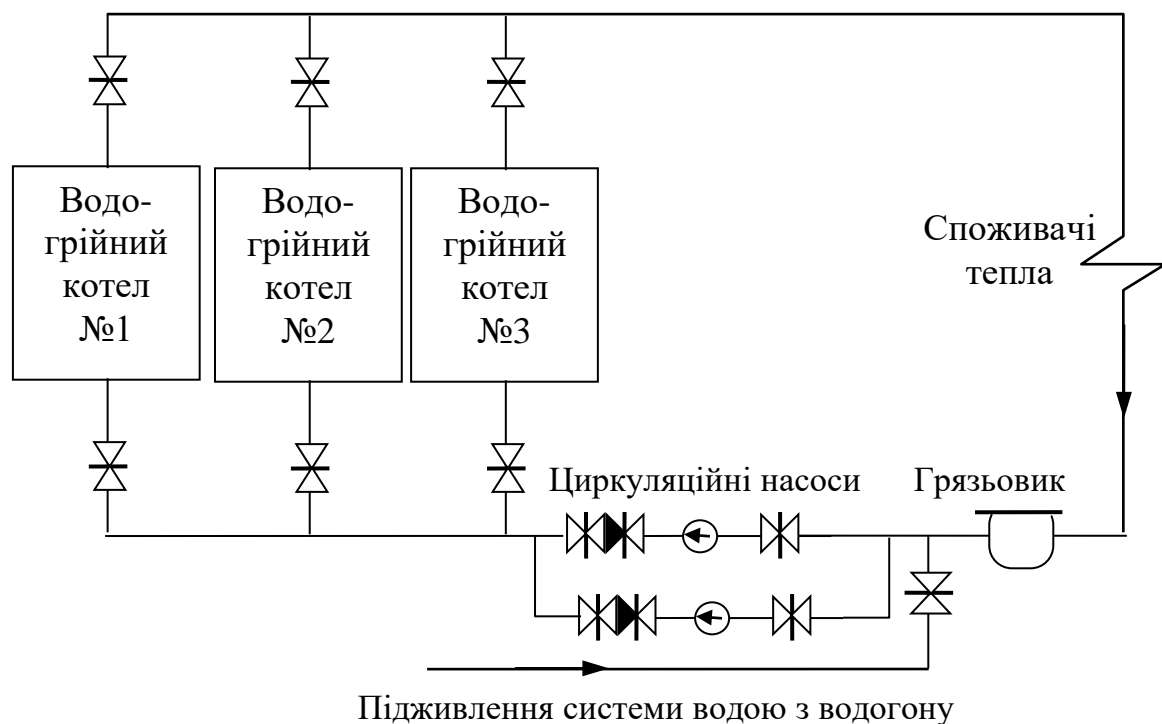 Водо-
грійний
котел
№1
Водо-
грійний
котел
№2
Водо-
грійний
котел
№3
Споживачі
тепла
Циркуляційні насоси
Грязьовик
Підживлення системи водою з водогону